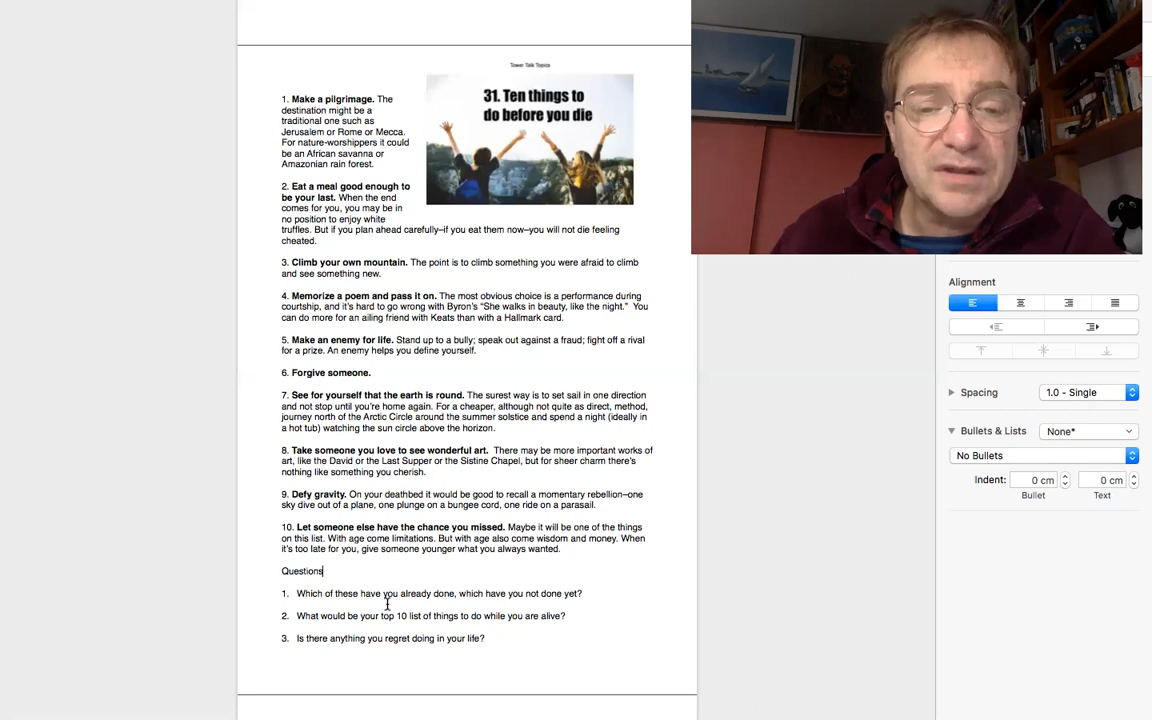 Tower Talk Topics
31. Ten things to
do before you die
1. Make a pilgrimage. The
destination might be a
traditional one such as
Jerusalem or Rome or Mecca.
For nature-worshippers it could
be an African savanna or
Amazonian rain forest.
2. Eat a meal good enough to
be your last. When the end
comes for you, you may be in
no position to enjoy white
truffles. But if you plan ahead carefully–if you eat them now–you will not die feeling
cheated.
3. Climb your own mountain. The point is to climb something you were afraid to climb
and see something new.
4. Memorize a poem and pass it on. The most obvious choice is a performance during
courtship, and it's hard to go wrong with Byron's “She walks in beauty, like the night.” You
can do more for an ailing friend with Keats than with a Hallmark card.
5. Make an enemy for life. Stand up to a bully; speak out against a fraud; fight off a rival
for a prize. An enemy helps you define yourself.
6. Forgive someone.
7. See for yourself that the earth is round. The surest way is to set sail in one direction
and not stop until you're home again. For a cheaper, although not quite as direct, method,
journey north of the Arctic Circle around the summer solstice and spend a night (ideally in
a hot tub) watching the sun circle above the horizon.
8. Take someone you love to see wonderful art. There may be more important works of
art, like the David or the Last Supper or the Sistine Chapel, but for sheer charm there's
nothing like something you cherish.
9. Defy gravity. On your deathbed it would be good to recall a momentary rebellion–one
sky dive out of a plane, one plunge on a bungee cord, one ride on a parasail.
10. Let someone else have the chance you missed. Maybe it will be one of the things
on this list. With age come limitations. But with age also come wisdom and money. When
it's too late for you, give someone younger what you always wanted.
Questions
1. Which of these have you already done, which have you not done yet?
2. What would be your top 10 list of things to do while you are alive?
3. Is there anything you regret doing in your life?
Alignment
Spacing
1.0 - Single
Bullets & Lists
None*
No Bullets
Indent:
0 cm
0 cm
Bullet
Text